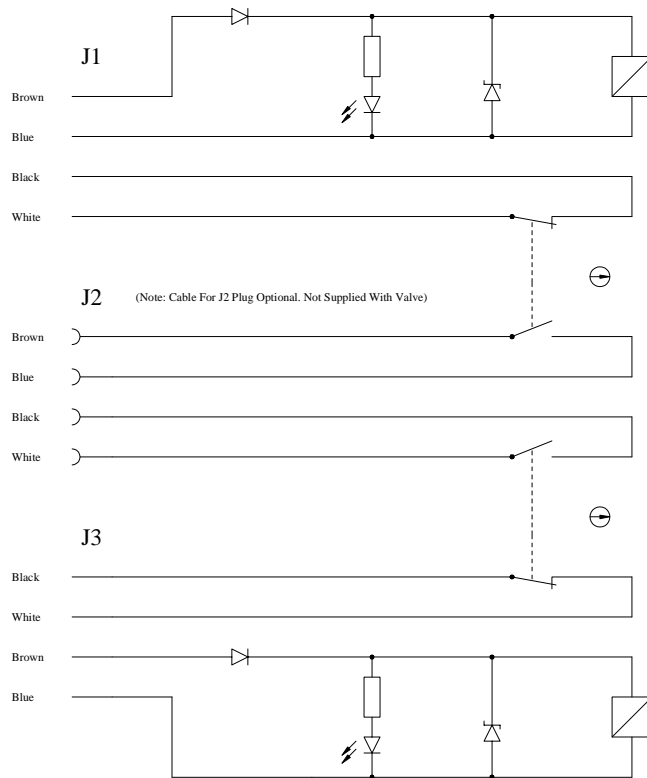 J1
Brown
Blue
Black
White
J2 (Note: Cable For J2 Plug Optional. Not Supplied With Valve)
Brown
Blue
Black
White
J3
Black
White
Brown
Blue